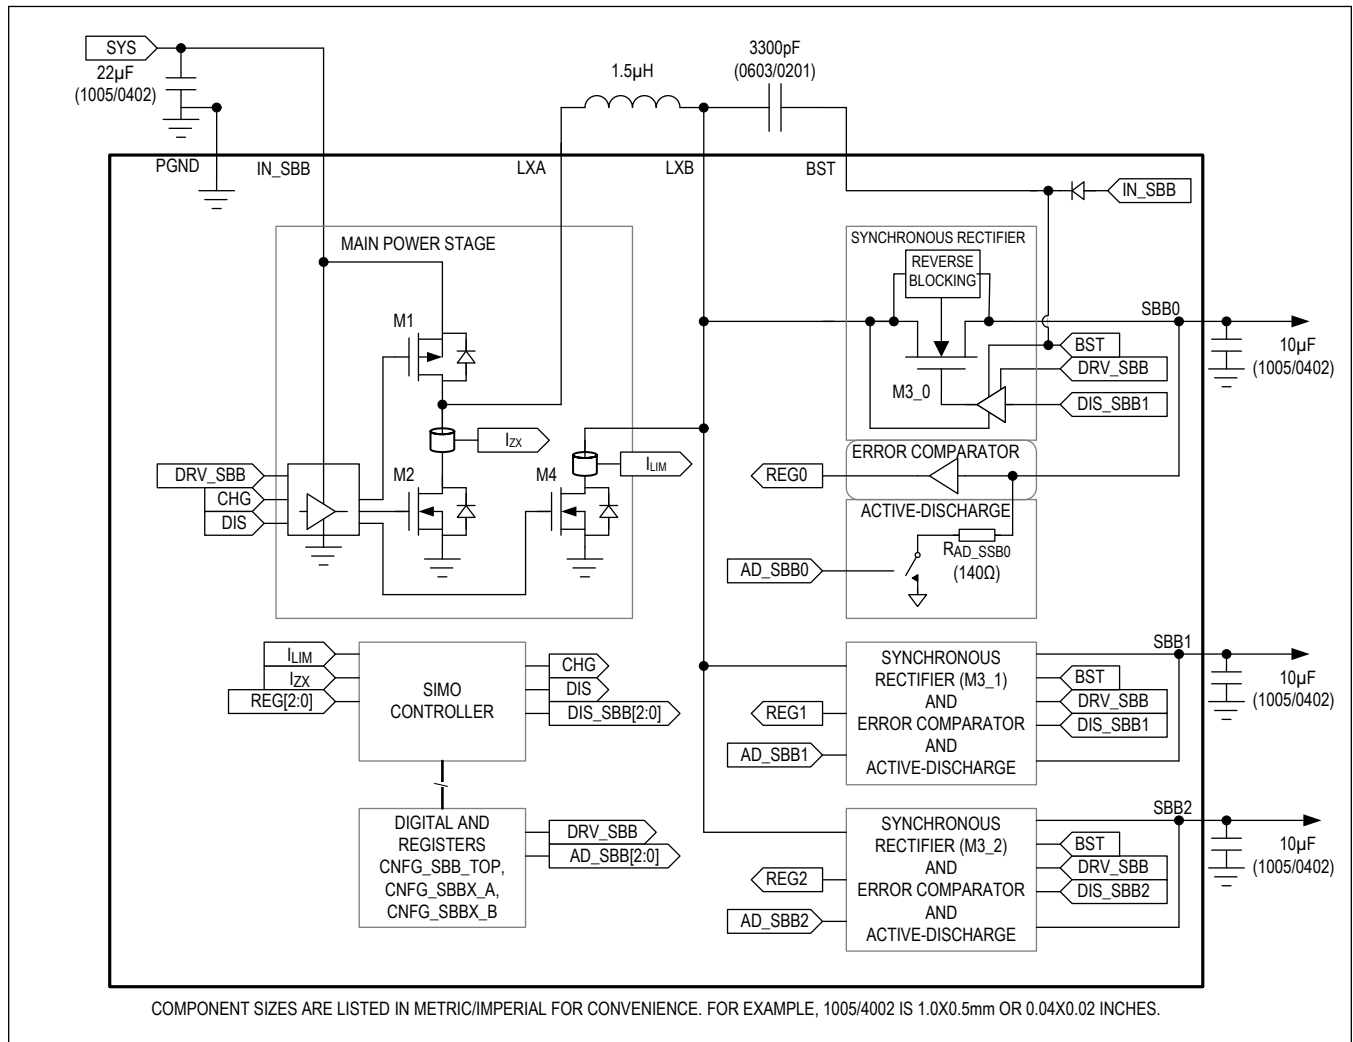 SYS
22µF
(1005/0402)
1.5µH
3300pF
(0603/0201)
PGND
IN_SBB
LXA
LXB
BST
IN_SBB
MAIN POWER STAGE
M1
IZX
M2
M4
ILIM
DRV_SBB
CHG
DIS
SYNCHRONOUS RECTIFIER
REVERSE
BLOCKING
M3_0
SBB0
BST
DRV_SBB
DIS_SBB1
10µF
(1005/0402)
ERROR COMPARATOR
REG0
ACTIVE-DISCHARGE
RAD_SSB0
(140Ω)
AD_SBB0
ILIM
IZX
REG[2:0]
SIMO
CONTROLLER
CHG
DIS
DIS_SBB[2:0]
DIGITAL AND
REGISTERS
CNFG_SBB_TOP,
CNFG_SBBX_A,
CNFG_SBBX_B
DRV_SBB
AD_SBB[2:0]
SYNCHRONOUS
RECTIFIER (M3_1)
AND
ERROR COMPARATOR
AND
ACTIVE-DISCHARGE
REG1
AD_SBB1
SBB1
BST
DRV_SBB
DIS_SBB1
10µF
(1005/0402)
SYNCHRONOUS
RECTIFIER (M3_2)
AND
ERROR COMPARATOR
AND
ACTIVE-DISCHARGE
REG2
AD_SBB2
SBB2
BST
DRV_SBB
DIS_SBB2
10µF
(1005/0402)
COMPONENT SIZES ARE LISTED IN METRIC/IMPERIAL FOR CONVENIENCE. FOR EXAMPLE, 1005/4002 IS 1.0X0.5mm OR 0.04X0.02 INCHES.